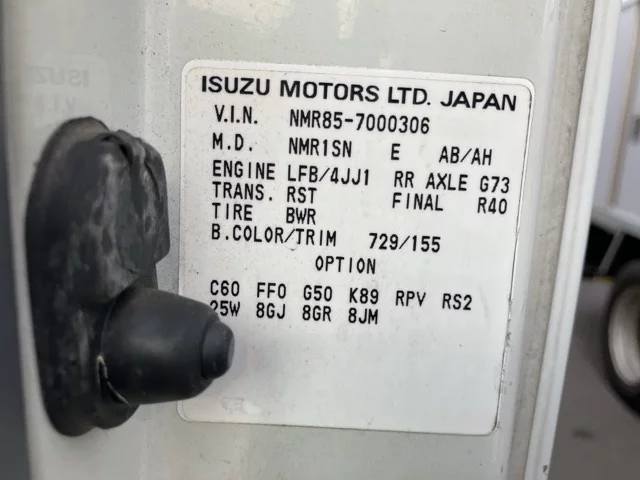 ISUZU MOTORS LTD. JAPAN
V.I.N. NMR85-7000306
M.D. NMR1SN E AB/AH
ENGINE LFB/4JJ1 RR AXLE G73
TRANS. RST FINAL R40
TIRE BWR
B.COLOR/TRIM 729/155
OPTION
C60 FFO G50 K89 RPV RS2
25W 8GJ 8GR 8JM